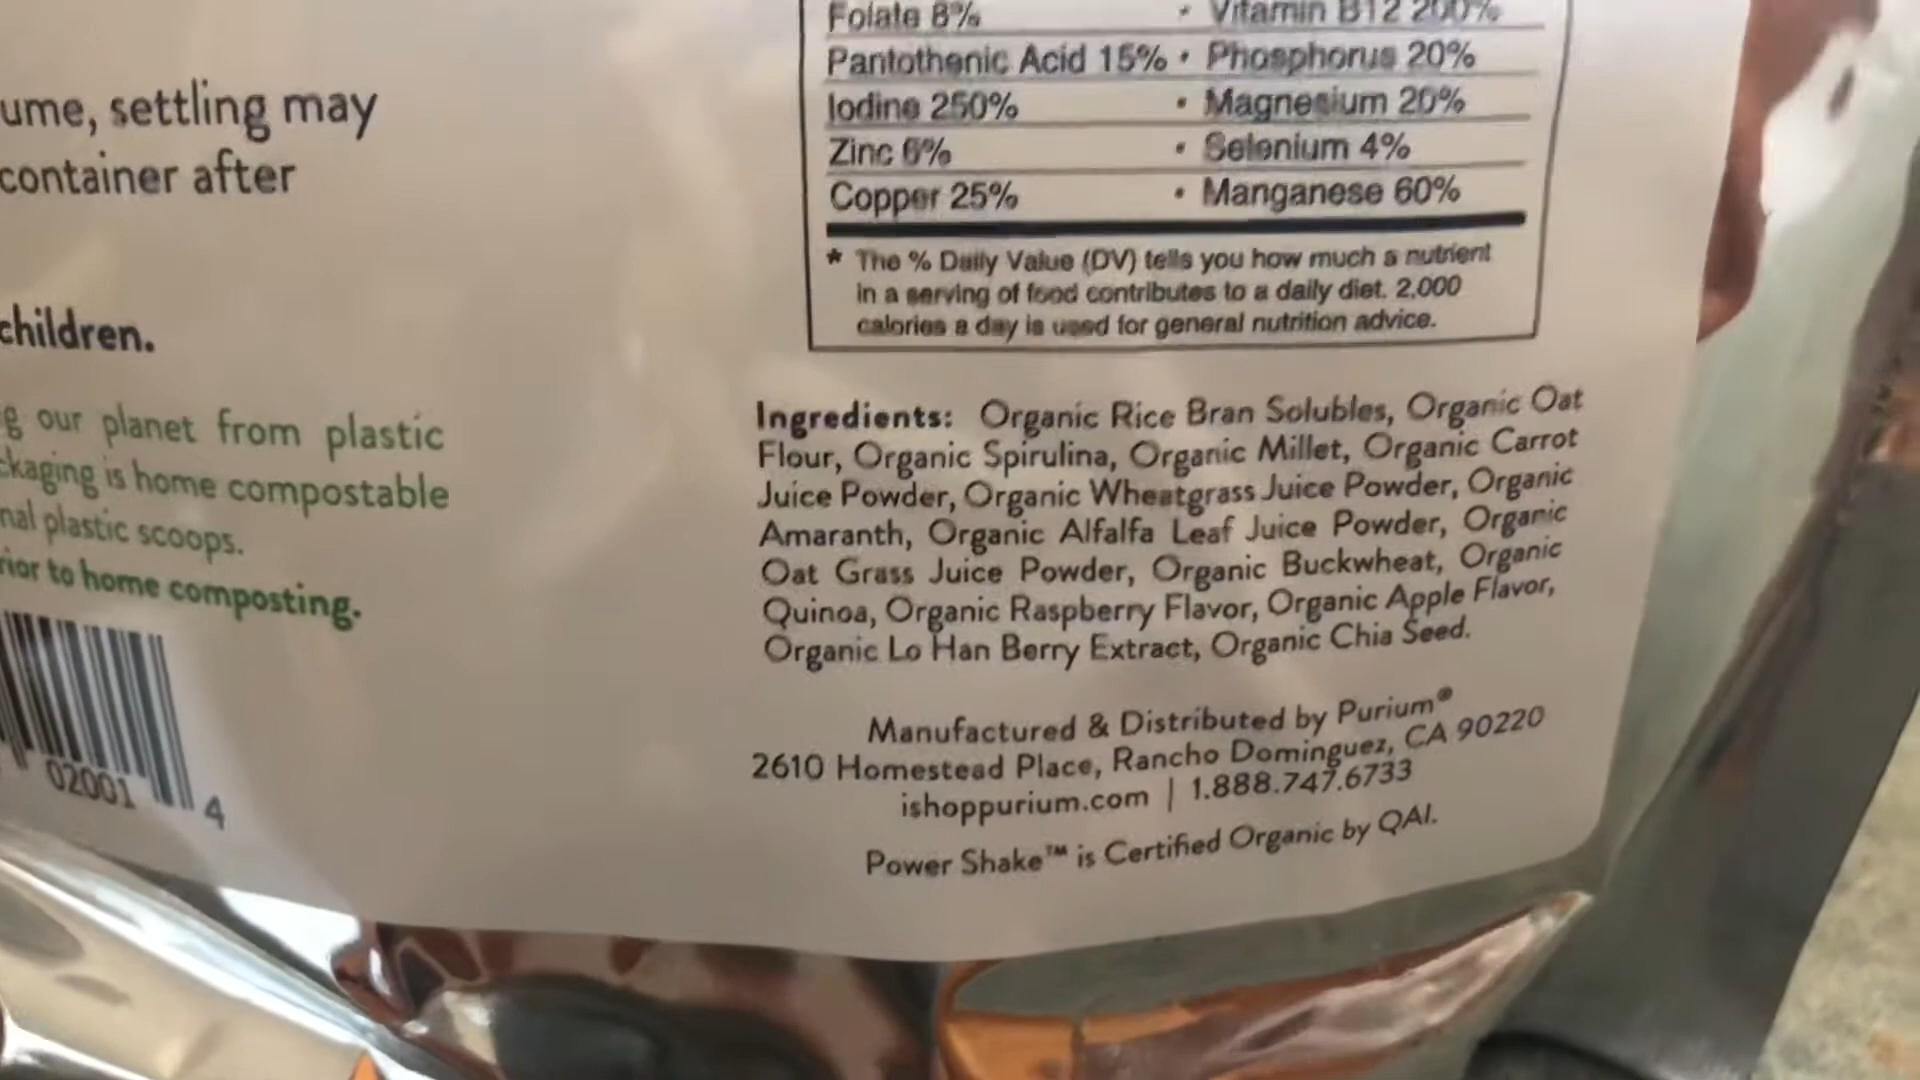 ume, settling may
container after
children.
g our planet from plastic
ckaging is home compostable
nal plastic scoops.
rior to home composting.
02001 4
Folate 8% • Vitamin B12 200%
Pantothenic Acid 15% • Phosphorus 20%
Iodine 250% • Magnesium 20%
Zinc 6% • Selenium 4%
Copper 25% • Manganese 60%
* The % Daily Value (DV) tells you how much a nutrient
in a serving of food contributes to a daily diet. 2,000
calories a day is used for general nutrition advice.
Ingredients: Organic Rice Bran Solubles, Organic Oat
Flour, Organic Spirulina, Organic Millet, Organic Carrot
Juice Powder, Organic Wheatgrass Juice Powder, Organic
Amaranth, Organic Alfalfa Leaf Juice Powder, Organic
Oat Grass Juice Powder, Organic Buckwheat, Organic
Quinoa, Organic Raspberry Flavor, Organic Apple Flavor,
Organic Lo Han Berry Extract, Organic Chia Seed.
Manufactured & Distributed by Purium®
2610 Homestead Place, Rancho Dominguez, CA 90220
ishoppurium.com | 1.888.747.6733
Power Shake™ is Certified Organic by QAI.